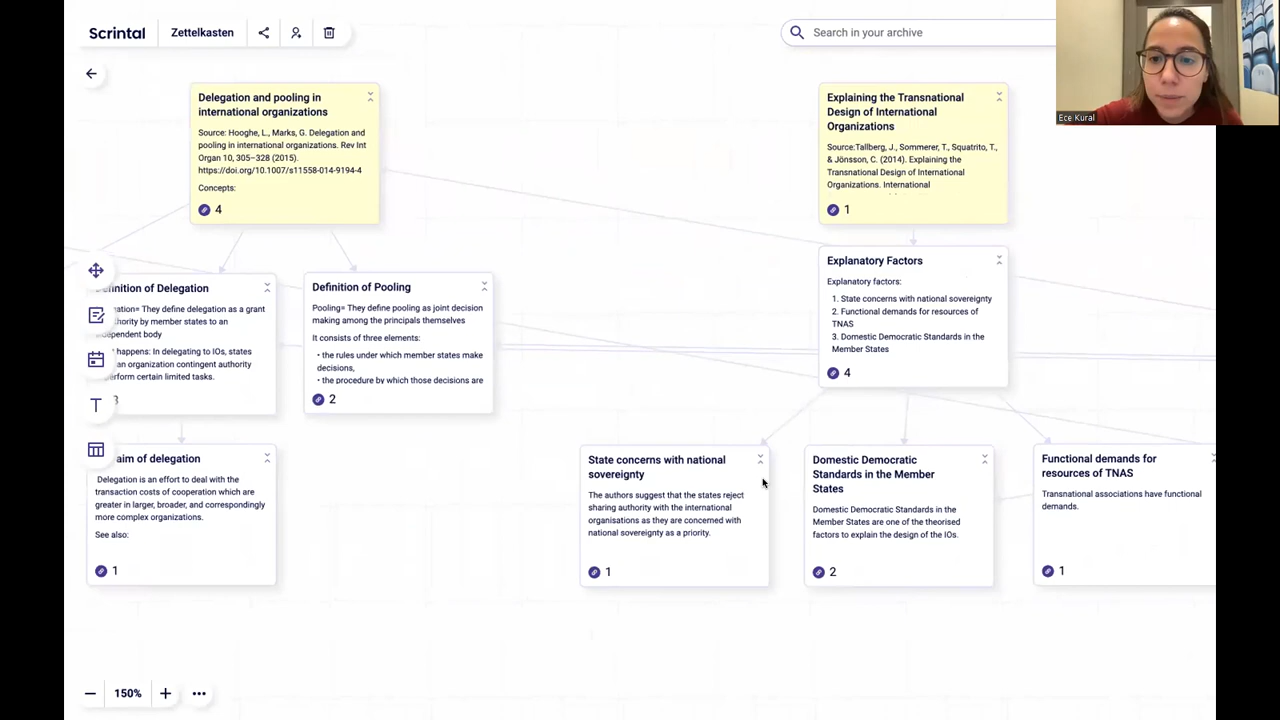 Scrintal
Zettelkasten
Search in your archive
Ece Kural
Delegation and pooling in
international organizations
Source: Hooghe, L., Marks, G. Delegation and
pooling in international organizations. Rev Int
Organ 10, 305–328 (2015).
https://doi.org/10.1007/s11558-014-9194-4
Concepts:
4
Explaining the Transnational
Design of International
Organizations
Source:Tallberg, J., Sommerer, T., Squatrito, T.,
& Jönsson, C. (2014). Explaining the
Transnational Design of International
Organizations. International
1
finition of Delegation
gation= They define delegation as a grant
thority by member states to an
ependent body
happens: In delegating to IOs, states
an organization contingent authority
erform certain limited tasks.
3
Definition of Pooling
Pooling= They define pooling as joint decision
making among the principals themselves
It consists of three elements:
• the rules under which member states make
decisions,
• the procedure by which those decisions are
2
Explanatory Factors
Explanatory factors:
1. State concerns with national sovereignty
2. Functional demands for resources of
TNAS
3. Domestic Democratic Standards in the
Member States
4
aim of delegation
Delegation is an effort to deal with the
transaction costs of cooperation which are
greater in larger, broader, and correspondingly
more complex organizations.
See also:
1
State concerns with national
sovereignty
The authors suggest that the states reject
sharing authority with the international
organisations as they are concerned with
national sovereignty as a priority.
1
Domestic Democratic
Standards in the Member
States
Domestic Democratic Standards in the
Member States are one of the theorised
factors to explain the design of the IOs.
2
Functional demands for
resources of TNAS
Transnational associations have functional
demands.
1
T
150%